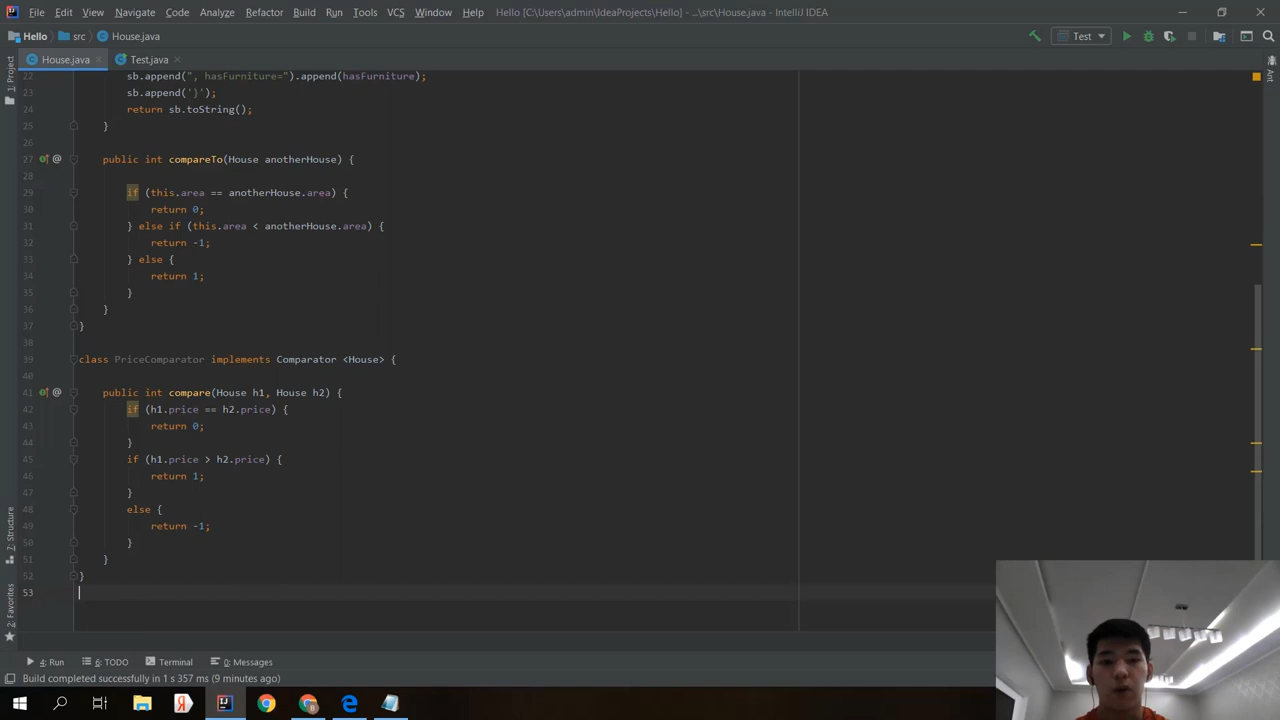 File Edit View Navigate Code Analyze Refactor Build Run Tools VCS Window Help Hello [C:\Users\admin\IdeaProjects\Hello] - ...\src\House.java - IntelliJ IDEA
Hello src House.java Test
House.java Test.java
1: Project
Ant
22 sb.append(", hasFurniture=").append(hasFurniture);
23 sb.append('}');
24 return sb.toString();
25 }
26
27 public int compareTo(House anotherHouse) {
28
29 if (this.area == anotherHouse.area) {
30 return 0;
31 } else if (this.area < anotherHouse.area) {
32 return -1;
33 } else {
34 return 1;
35 }
36 }
37 }
38
39 class PriceComparator implements Comparator <House> {
40
41 public int compare(House h1, House h2) {
42 if (h1.price == h2.price) {
43 return 0;
44 }
45 if (h1.price > h2.price) {
46 return 1;
47 }
48 else {
49 return -1;
50 }
51 }
52 }
53
7: Structure
2: Favorites
4: Run 6: TODO Terminal 0: Messages
Build completed successfully in 1 s 357 ms (9 minutes ago)